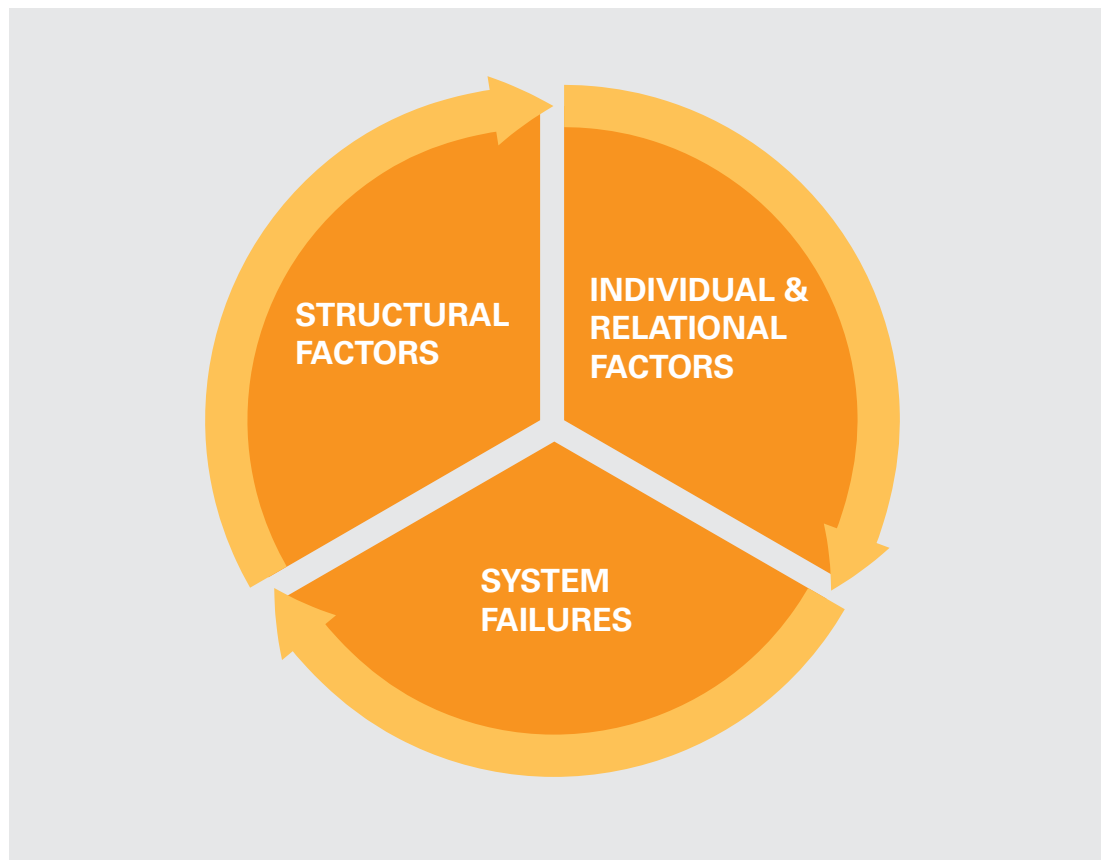 STRUCTURAL
FACTORS
INDIVIDUAL &
RELATIONAL
FACTORS
SYSTEM
FAILURES